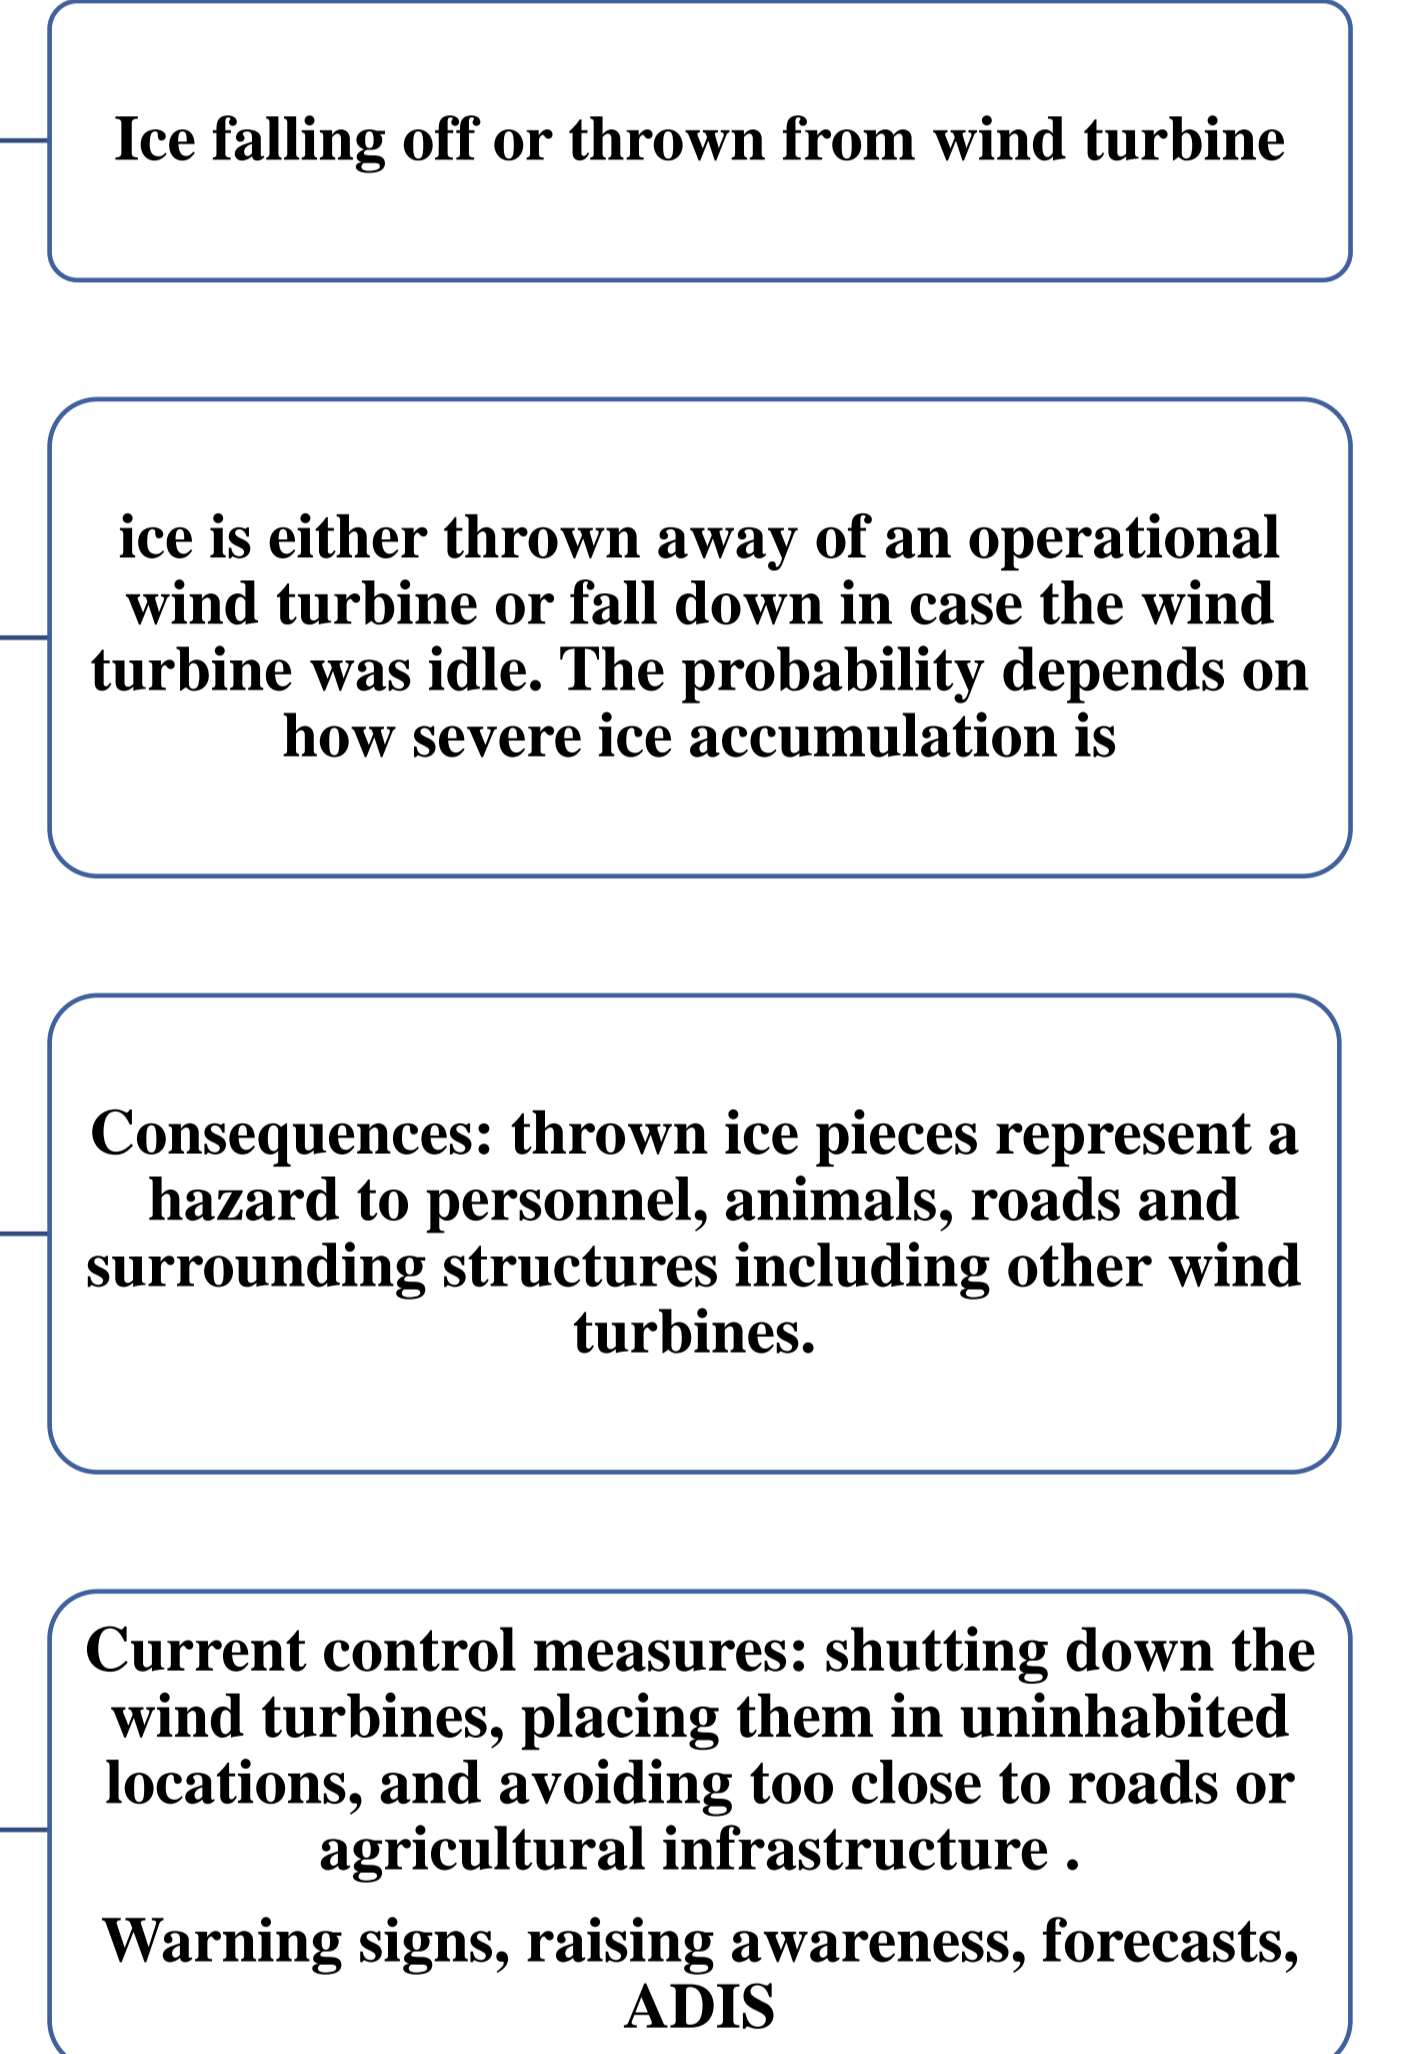 Ice falling off or thrown from wind turbine
ice is either thrown away of an operational
wind turbine or fall down in case the wind
turbine was idle. The probability depends on
how severe ice accumulation is
Consequences: thrown ice pieces represent a
hazard to personnel, animals, roads and
surrounding structures including other wind
turbines.
Current control measures: shutting down the
wind turbines, placing them in uninhabited
locations, and avoiding too close to roads or
agricultural infrastructure .
Warning signs, raising awareness, forecasts,
ADIS